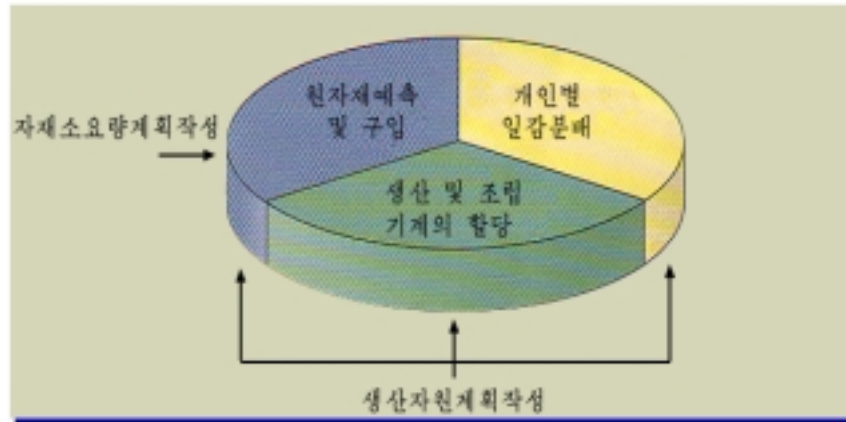 원자재예측
및 구입
개인별
일감분배
자재소요량계획작성
생산 및 조립
기계의 할당
생산자원계획작성